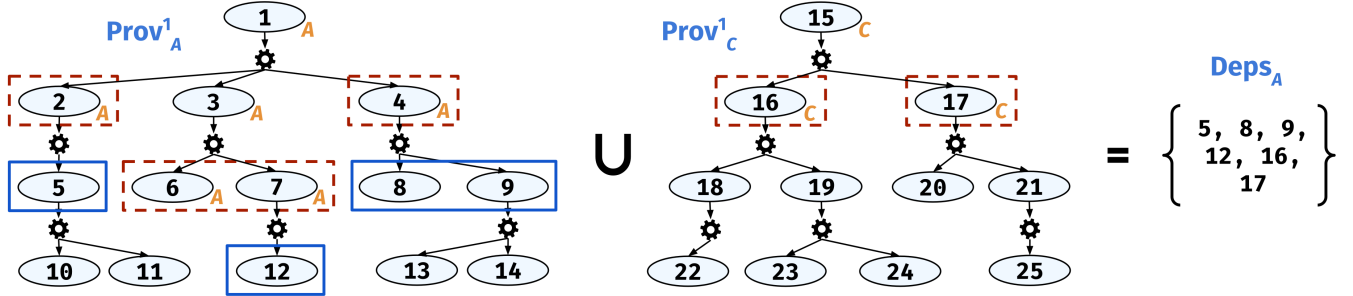 Prov¹A
1 A
Prov¹C
15 C
DepsA
2 A 3 A 4 A
16 C 17 C
∪
=
5, 8, 9,
12, 16,
17
5 6 A 7 A 8 9
18 19 20 21
10 11 12 13 14
22 23 24 25